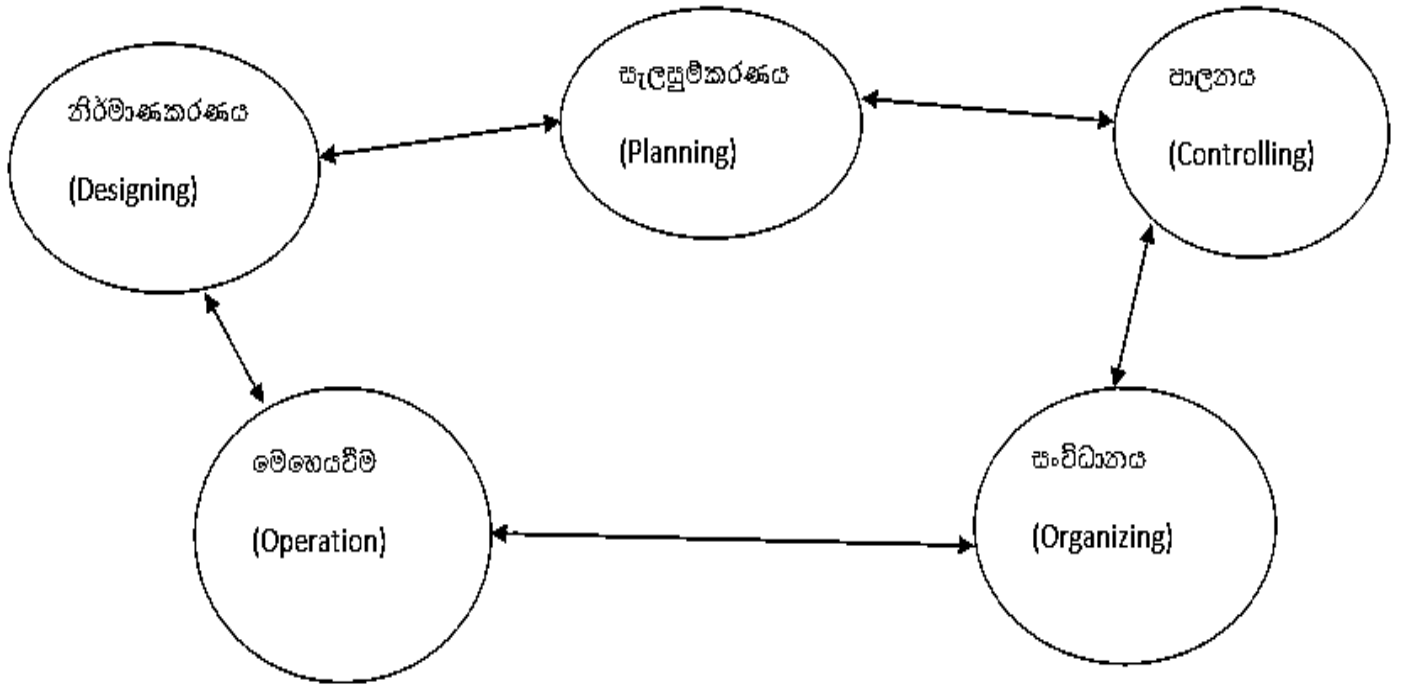 නිර්මාණකරණය
(Designing)
සැලසුම්කරණය
(Planning)
පාලනය
(Controlling)
මෙහෙයවීම
(Operation)
සංවිධානය
(Organizing)